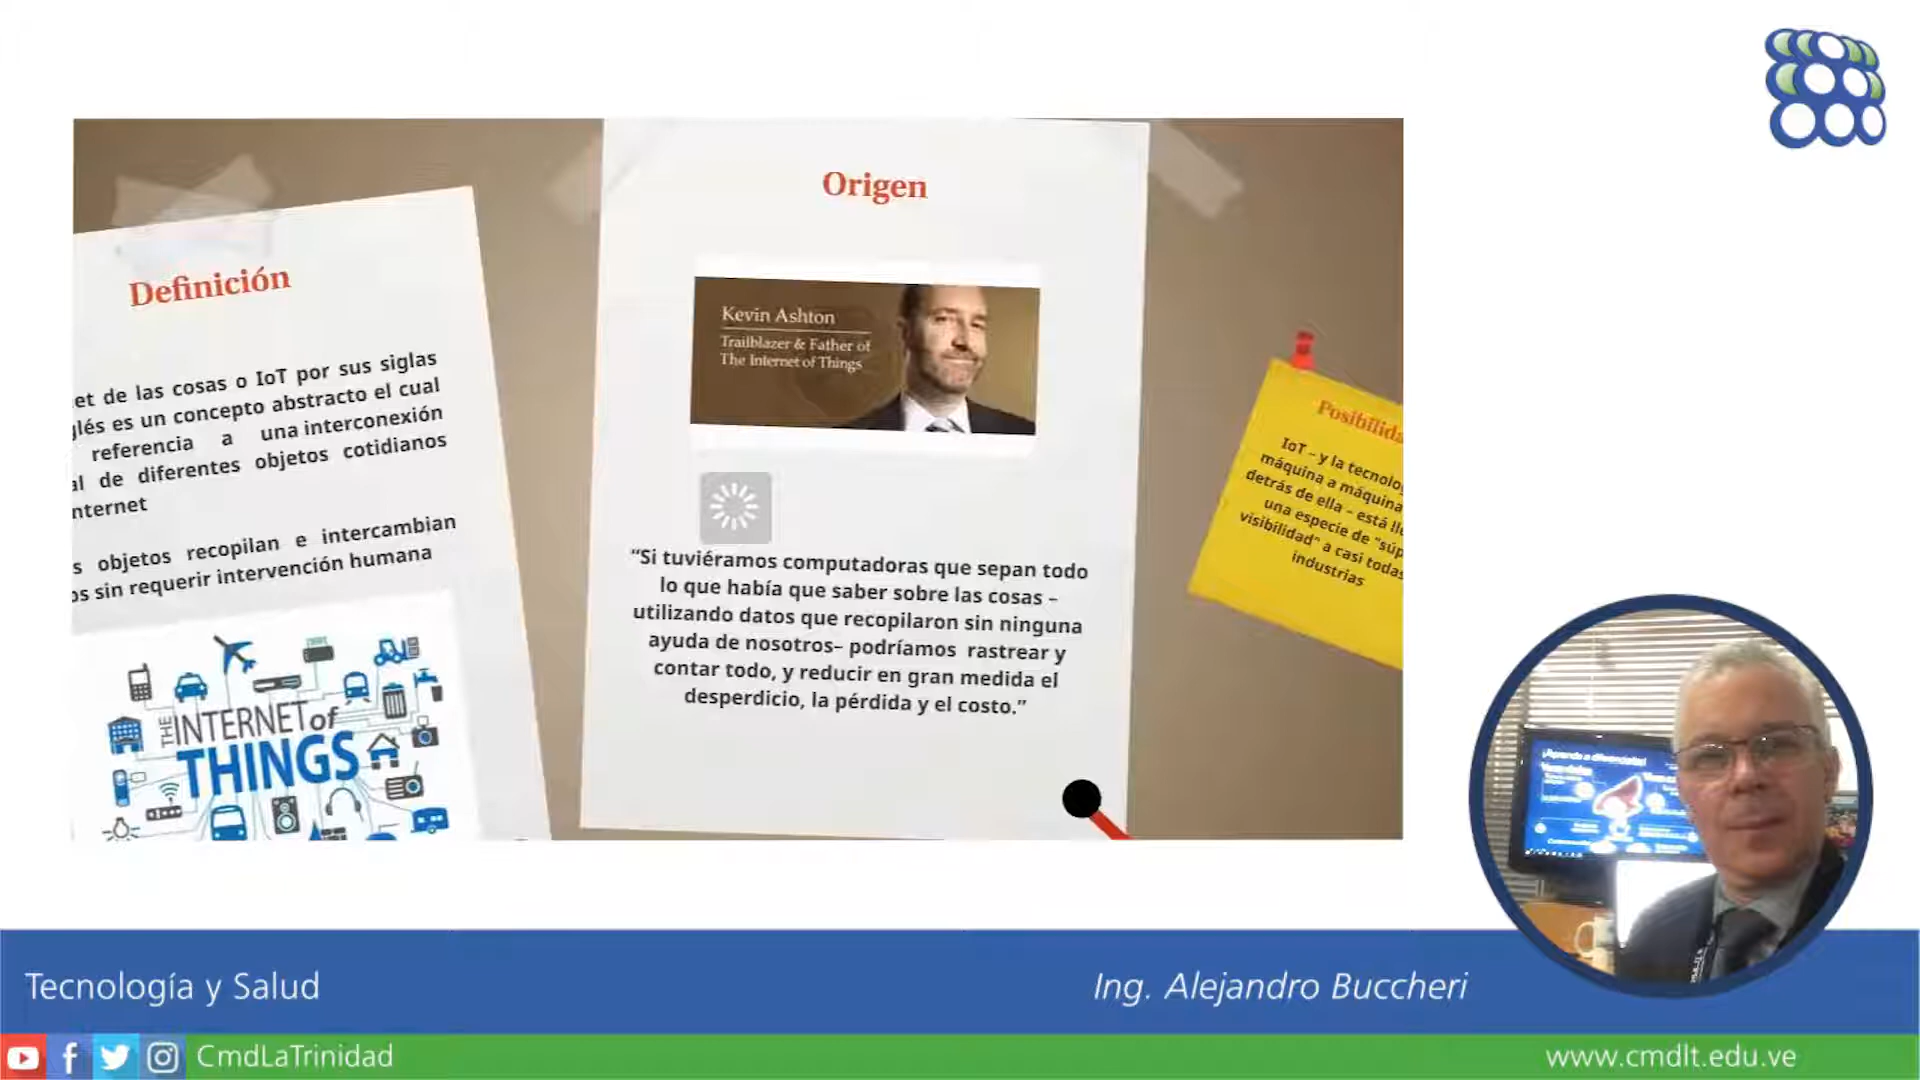 Definición
et de las cosas o IoT por sus siglas
glés es un concepto abstracto el cual
referencia a una interconexión
al de diferentes objetos cotidianos
nternet
s objetos recopilan e intercambian
os sin requerir intervención humana
THE INTERNET of
THINGS
Origen
Kevin Ashton
Trailblazer & Father of
The Internet of Things
“Si tuviéramos computadoras que sepan todo
lo que había que saber sobre las cosas –
utilizando datos que recopilaron sin ninguna
ayuda de nosotros– podríamos rastrear y
contar todo, y reducir en gran medida el
desperdicio, la pérdida y el costo.”
Posibilida
IoT – y la tecnolo
máquina a máquina
detrás de ella – está ll
una especie de "súp
visibilidad" a casi todas
industrias
¡Aprenda a diferenciarlos!
Tecnología y Salud
Ing. Alejandro Buccheri
CmdLaTrinidad
www.cmdlt.edu.ve